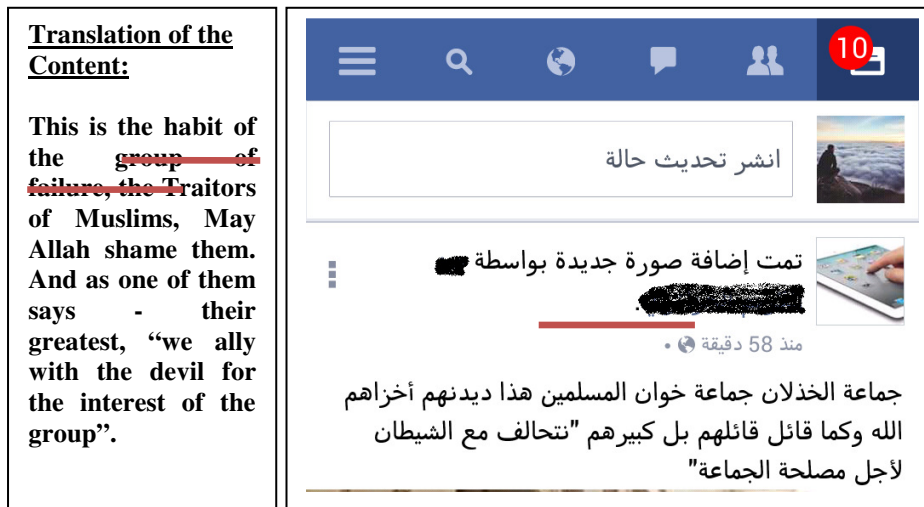 Translation of the
Content:
This is the habit of
the group of
failure, the Traitors
of Muslims, May
Allah shame them.
And as one of them
says - their
greatest, “we ally
with the devil for
the interest of the
group”.
10
انشر تحديث حالة
تمت إضافة صورة جديدة بواسطة
منذ 58 دقيقة
جماعة الخذلان جماعة خوان المسلمين هذا ديدنهم أخزاهم
الله وكما قائل قائلهم بل كبيرهم "نتحالف مع الشيطان
لأجل مصلحة الجماعة"